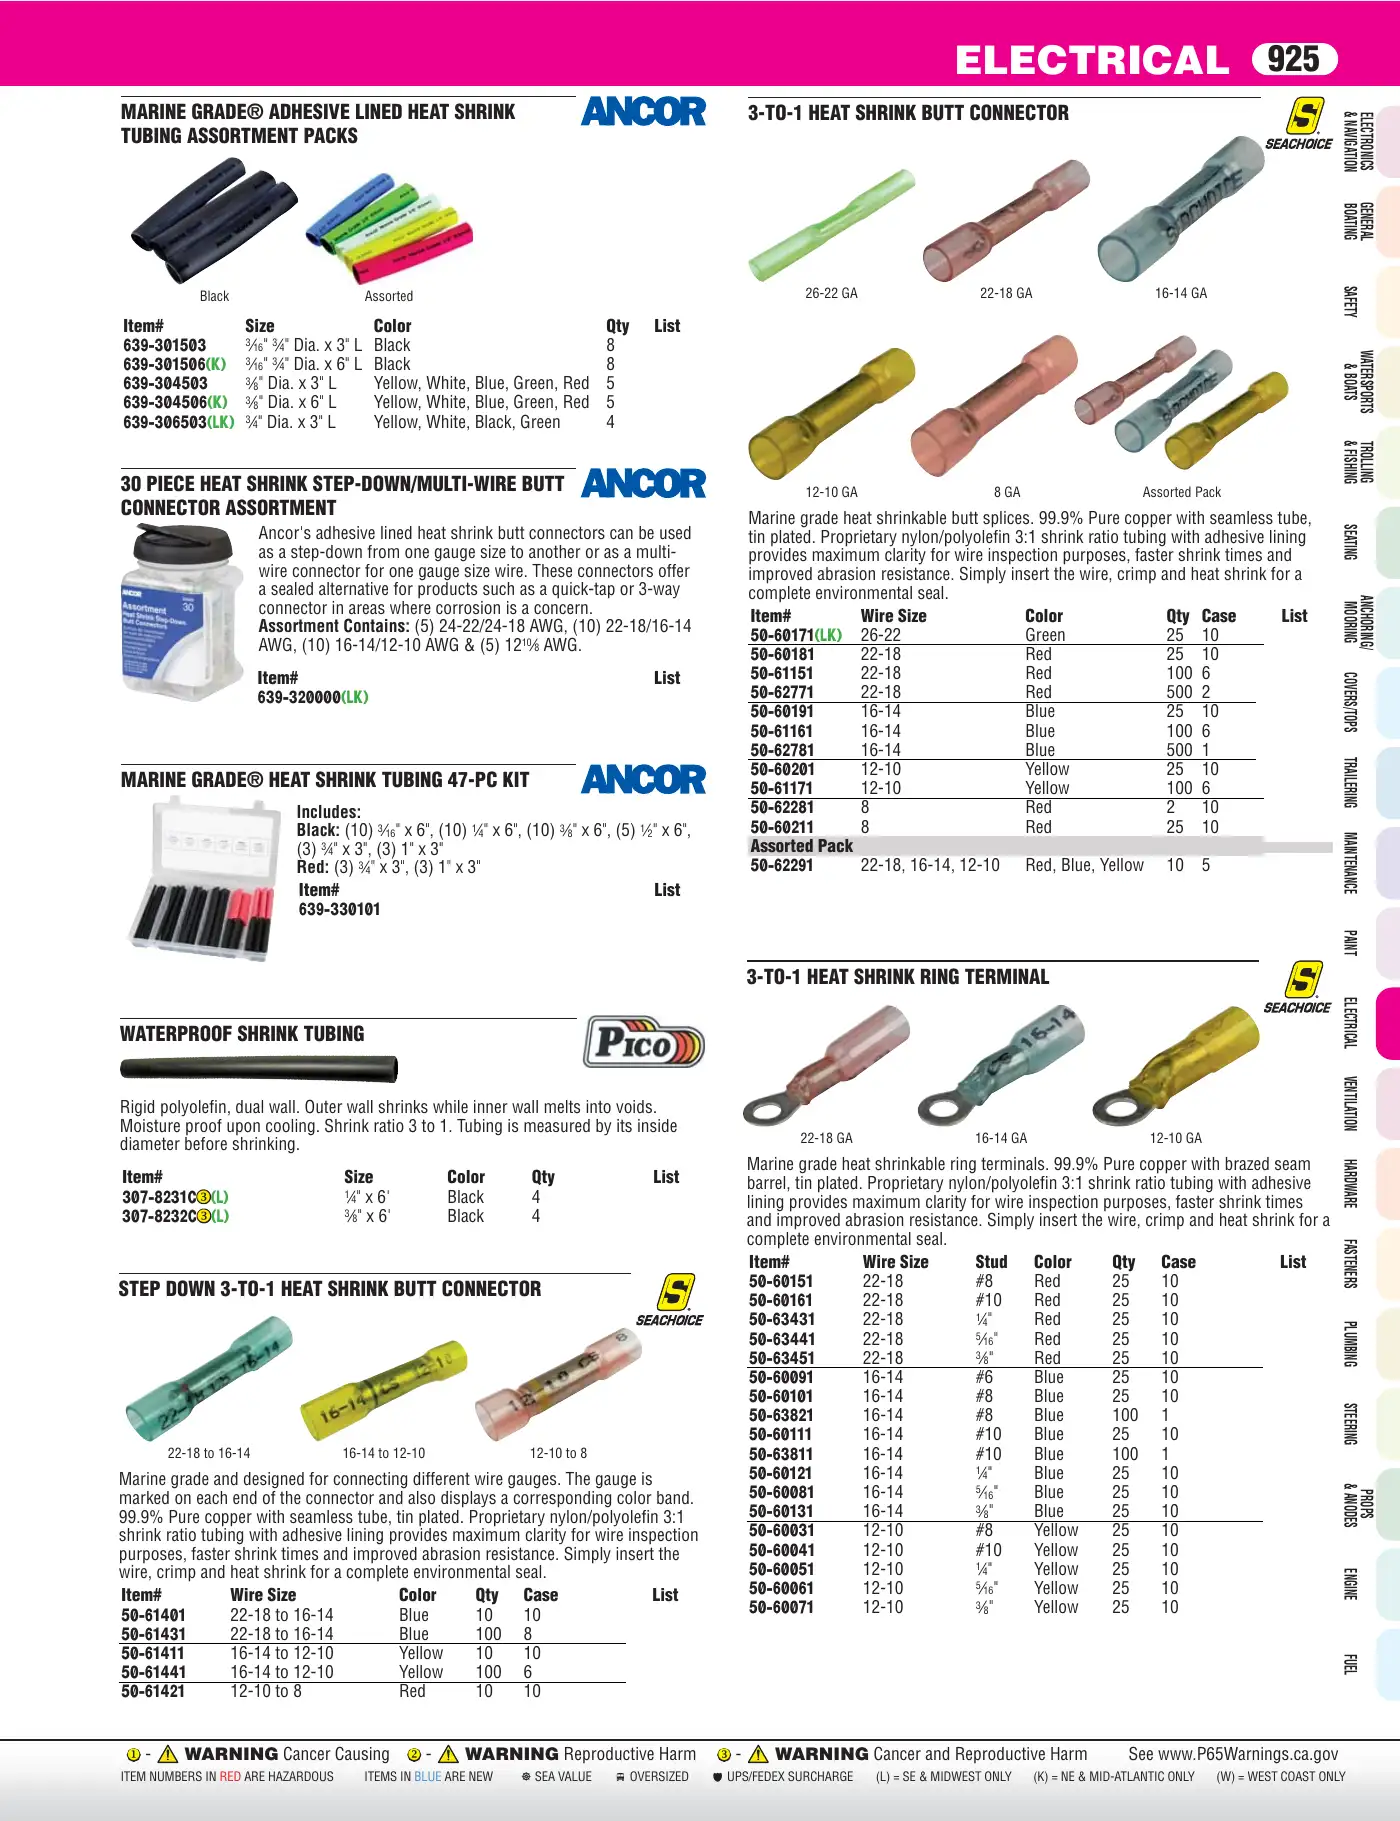 ELECTRICAL 925
MARINE GRADE® ADHESIVE LINED HEAT SHRINK
TUBING ASSORTMENT PACKS
ANCOR
Black
Assorted
Item# Size Color Qty List
639-301503 3⁄16" 3⁄4" Dia. x 3" L Black 8
639-301506(K) 3⁄16" 3⁄4" Dia. x 6" L Black 8
639-304503 3⁄8" Dia. x 3" L Yellow, White, Blue, Green, Red 5
639-304506(K) 3⁄8" Dia. x 6" L Yellow, White, Blue, Green, Red 5
639-306503(LK) 3⁄4" Dia. x 3" L Yellow, White, Black, Green 4
30 PIECE HEAT SHRINK STEP-DOWN/MULTI-WIRE BUTT
CONNECTOR ASSORTMENT
ANCOR
ANCOR
Assortment 30
Heat Shrink Step-Down
Butt Connectors
Ancor's adhesive lined heat shrink butt connectors can be used
as a step-down from one gauge size to another or as a multi-
wire connector for one gauge size wire. These connectors offer
a sealed alternative for products such as a quick-tap or 3-way
connector in areas where corrosion is a concern.
Assortment Contains: (5) 24-22/24-18 AWG, (10) 22-18/16-14
AWG, (10) 16-14/12-10 AWG & (5) 1210⁄8 AWG.
Item# List
639-320000(LK)
MARINE GRADE® HEAT SHRINK TUBING 47-PC KIT
ANCOR
Includes:
Black: (10) 3⁄16" x 6", (10) 1⁄4" x 6", (10) 3⁄8" x 6", (5) 1⁄2" x 6",
(3) 3⁄4" x 3", (3) 1" x 3"
Red: (3) 3⁄4" x 3", (3) 1" x 3"
Item# List
639-330101
WATERPROOF SHRINK TUBING
PICO
Rigid polyolefin, dual wall. Outer wall shrinks while inner wall melts into voids.
Moisture proof upon cooling. Shrink ratio 3 to 1. Tubing is measured by its inside
diameter before shrinking.
Item# Size Color Qty List
307-8231C3(L) 1⁄4" x 6' Black 4
307-8232C3(L) 3⁄8" x 6' Black 4
STEP DOWN 3-TO-1 HEAT SHRINK BUTT CONNECTOR
S SEACHOICE
22-18 to 16-14
16-14 to 12-10
12-10 to 8
Marine grade and designed for connecting different wire gauges. The gauge is
marked on each end of the connector and also displays a corresponding color band.
99.9% Pure copper with seamless tube, tin plated. Proprietary nylon/polyolefin 3:1
shrink ratio tubing with adhesive lining provides maximum clarity for wire inspection
purposes, faster shrink times and improved abrasion resistance. Simply insert the
wire, crimp and heat shrink for a complete environmental seal.
Item# Wire Size Color Qty Case List
50-61401 22-18 to 16-14 Blue 10 10
50-61431 22-18 to 16-14 Blue 100 8
50-61411 16-14 to 12-10 Yellow 10 10
50-61441 16-14 to 12-10 Yellow 100 6
50-61421 12-10 to 8 Red 10 10
3-TO-1 HEAT SHRINK BUTT CONNECTOR
S SEACHOICE
26-22 GA
22-18 GA
16-14 GA
12-10 GA
8 GA
Assorted Pack
Marine grade heat shrinkable butt splices. 99.9% Pure copper with seamless tube,
tin plated. Proprietary nylon/polyolefin 3:1 shrink ratio tubing with adhesive lining
provides maximum clarity for wire inspection purposes, faster shrink times and
improved abrasion resistance. Simply insert the wire, crimp and heat shrink for a
complete environmental seal.
Item# Wire Size Color Qty Case List
50-60171(LK) 26-22 Green 25 10
50-60181 22-18 Red 25 10
50-61151 22-18 Red 100 6
50-62771 22-18 Red 500 2
50-60191 16-14 Blue 25 10
50-61161 16-14 Blue 100 6
50-62781 16-14 Blue 500 1
50-60201 12-10 Yellow 25 10
50-61171 12-10 Yellow 100 6
50-62281 8 Red 2 10
50-60211 8 Red 25 10
Assorted Pack
50-62291 22-18, 16-14, 12-10 Red, Blue, Yellow 10 5
3-TO-1 HEAT SHRINK RING TERMINAL
S SEACHOICE
22-18 GA
16-14 GA
12-10 GA
Marine grade heat shrinkable ring terminals. 99.9% Pure copper with brazed seam
barrel, tin plated. Proprietary nylon/polyolefin 3:1 shrink ratio tubing with adhesive
lining provides maximum clarity for wire inspection purposes, faster shrink times
and improved abrasion resistance. Simply insert the wire, crimp and heat shrink for a
complete environmental seal.
Item# Wire Size Stud Color Qty Case List
50-60151 22-18 #8 Red 25 10
50-60161 22-18 #10 Red 25 10
50-63431 22-18 1⁄4" Red 25 10
50-63441 22-18 5⁄16" Red 25 10
50-63451 22-18 3⁄8" Red 25 10
50-60091 16-14 #6 Blue 25 10
50-60101 16-14 #8 Blue 25 10
50-63821 16-14 #8 Blue 100 1
50-60111 16-14 #10 Blue 25 10
50-63811 16-14 #10 Blue 100 1
50-60121 16-14 1⁄4" Blue 25 10
50-60081 16-14 5⁄16" Blue 25 10
50-60131 16-14 3⁄8" Blue 25 10
50-60031 12-10 #8 Yellow 25 10
50-60041 12-10 #10 Yellow 25 10
50-60051 12-10 1⁄4" Yellow 25 10
50-60061 12-10 5⁄16" Yellow 25 10
50-60071 12-10 3⁄8" Yellow 25 10
ELECTRONICS
& NAVIGATION
GENERAL
BOATING
SAFETY
WATERSPORTS
& BOATS
TROLLING
& FISHING
SEATING
ANCHORING/
MOORING
COVERS/TOPS
TRAILERING
MAINTENANCE
PAINT
ELECTRICAL
VENTILATION
HARDWARE
FASTENERS
PLUMBING
STEERING
PROPS
& ANODES
ENGINE
FUEL
1 - WARNING Cancer Causing 2 - WARNING Reproductive Harm 3 - WARNING Cancer and Reproductive Harm See www.P65Warnings.ca.gov
ITEM NUMBERS IN RED ARE HAZARDOUS ITEMS IN BLUE ARE NEW SEA VALUE OVERSIZED UPS/FEDEX SURCHARGE (L) = SE & MIDWEST ONLY (K) = NE & MID-ATLANTIC ONLY (W) = WEST COAST ONLY